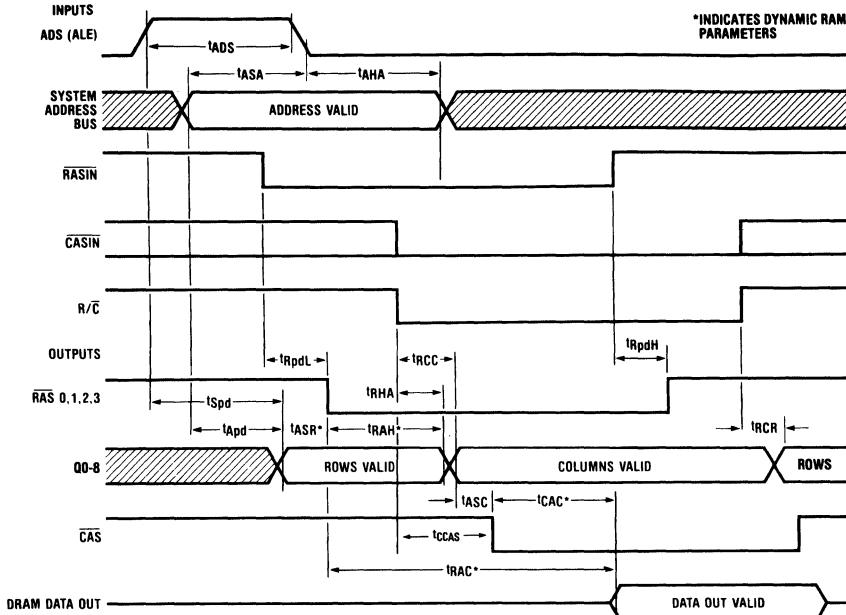 INPUTS
*INDICATES DYNAMIC RAM
PARAMETERS
ADS (ALE)
tADS
tASA
tAHA
SYSTEM
ADDRESS
BUS
ADDRESS VALID
RASIN
CASIN
R/C
OUTPUTS
tRpdL
tRCC
tRpdH
RAS 0,1,2,3
tSpd
tRHA
tApd
tASR*
tRAH*
tRCR
Q0-8
ROWS VALID
COLUMNS VALID
ROWS
tASC
tCAC*
CAS
tCCAS
tRAC*
DRAM DATA OUT
DATA OUT VALID